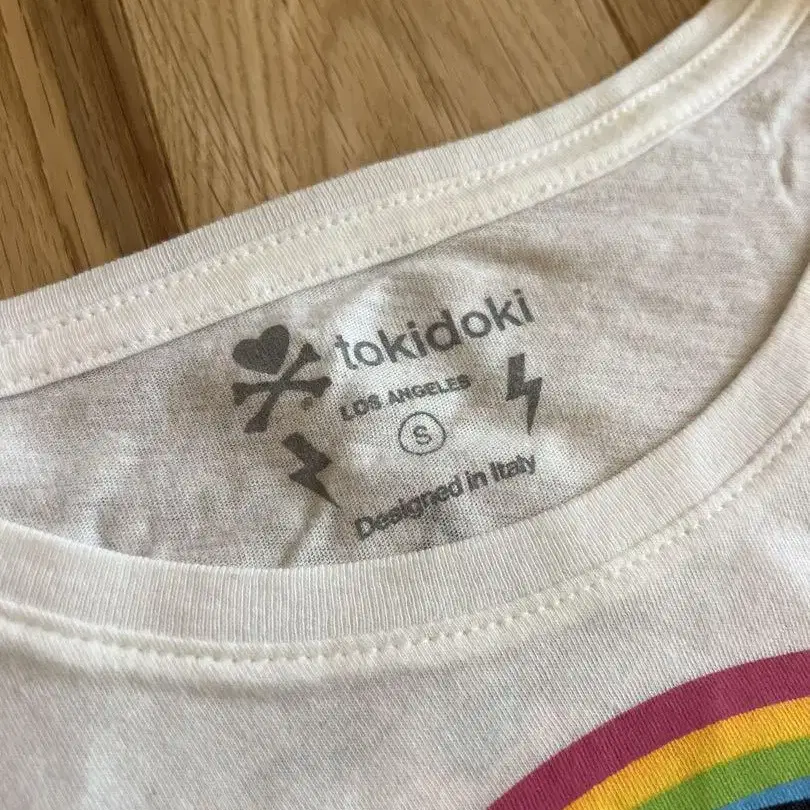 tokidoki
LOS ANGELES
S
Designed in Italy